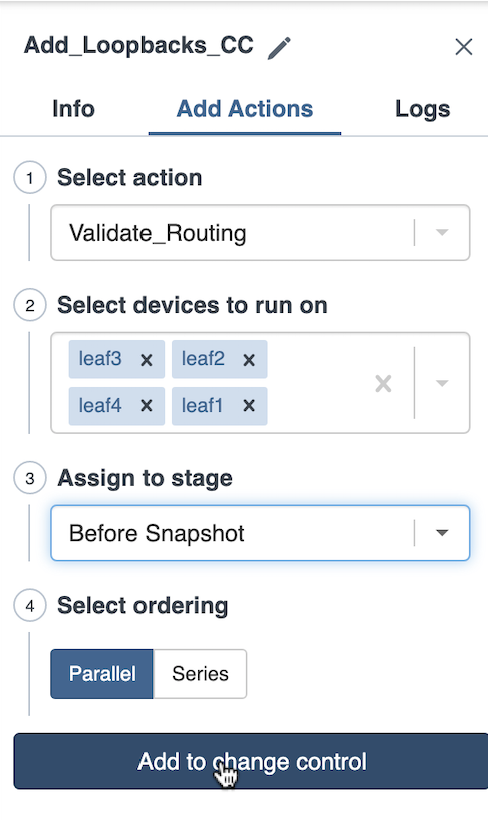 Add_Loopbacks_CC
Info Add Actions Logs
1 Select action
Validate_Routing
2 Select devices to run on
leaf3 × leaf2 ×
leaf4 × leaf1 ×
3 Assign to stage
Before Snapshot
4 Select ordering
Parallel Series
Add to change control